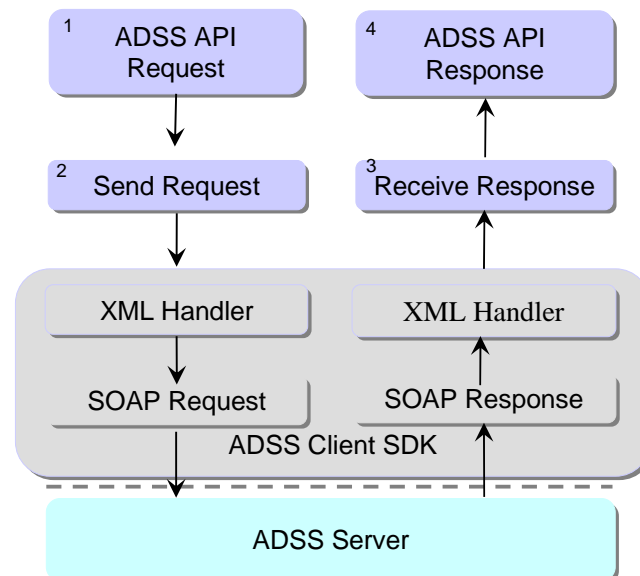 1
ADSS API
Request
4
ADSS API
Response
2
Send Request
3
Receive Response
XML Handler
XML Handler
SOAP Request
SOAP Response
ADSS Client SDK
ADSS Server